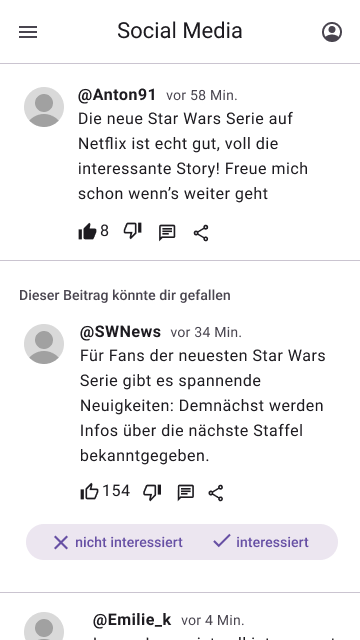 Social Media
@Anton91 vor 58 Min.
Die neue Star Wars Serie auf
Netflix ist echt gut, voll die
interessante Story! Freue mich
schon wenn’s weiter geht
8
Dieser Beitrag könnte dir gefallen
@SWNews vor 34 Min.
Für Fans der neuesten Star Wars
Serie gibt es spannende
Neuigkeiten: Demnächst werden
Infos über die nächste Staffel
bekanntgegeben.
154
nicht interessiert interessiert
@Emilie_k vor 4 Min.